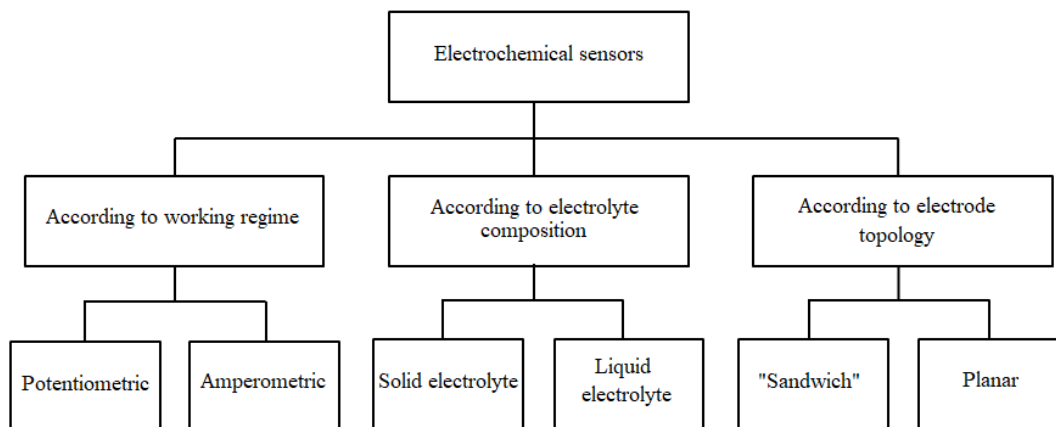 Electrochemical sensors
According to working regime
According to electrolyte
composition
According to electrode
topology
Potentiometric
Amperometric
Solid electrolyte
Liquid
electrolyte
"Sandwich"
Planar